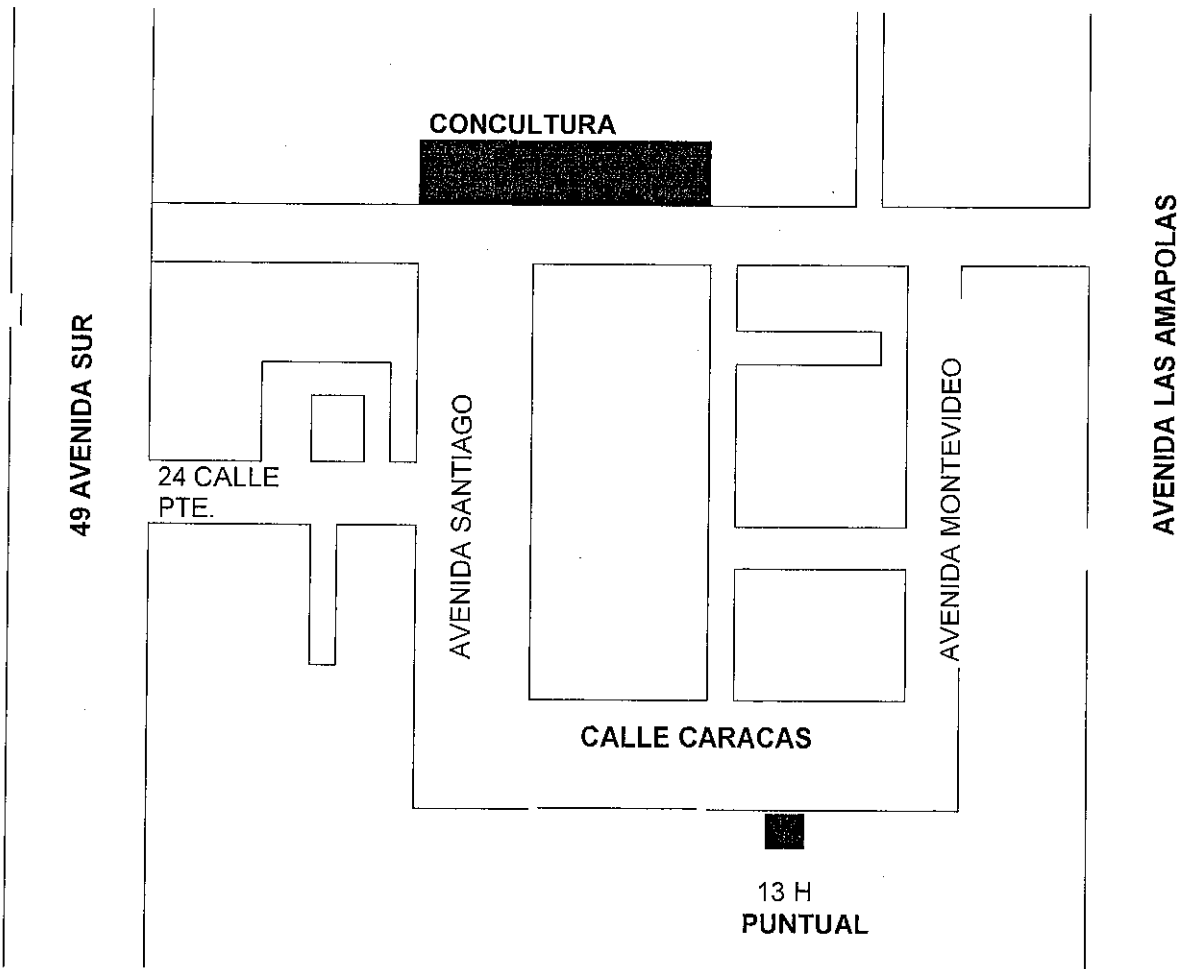 CONCULTURA
49 AVENIDA SUR
24 CALLE
PTE.
AVENIDA SANTIAGO
AVENIDA MONTEVIDEO
AVENIDA LAS AMAPOLAS
CALLE CARACAS
13 H
PUNTUAL